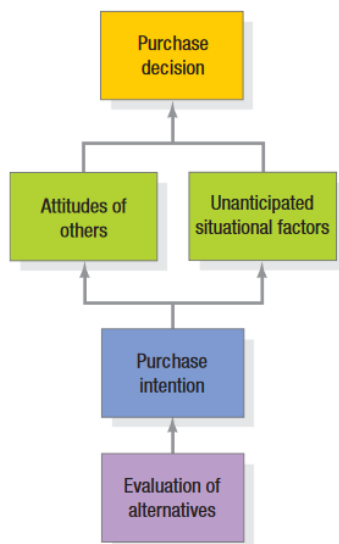 Purchase
decision
Attitudes of
others
Unanticipated
situational factors
Purchase
intention
Evaluation of
alternatives